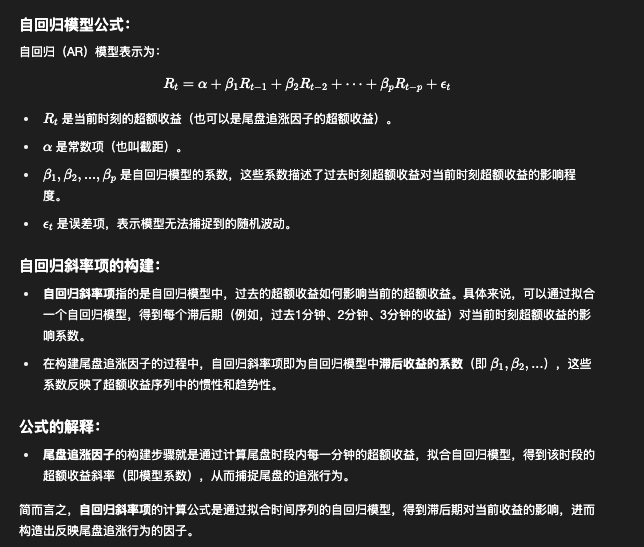 自回归模型公式：
自回归（AR）模型表示为：
R_t = α + β_1R_{t−1} + β_2R_{t−2} + ⋯ + β_pR_{t−p} + ϵ_t
• R_t 是当前时刻的超额收益（也可以是尾盘追涨因子的超额收益）。
• α 是常数项（也叫截距）。
• β_1, β_2, ..., β_p 是自回归模型的系数，这些系数描述了过去时刻超额收益对当前时刻超额收益的影响程
度。
• ϵ_t 是误差项，表示模型无法捕捉到的随机波动。
自回归斜率项的构建：
• 自回归斜率项指的是自回归模型中，过去的超额收益如何影响当前的超额收益。具体来说，可以通过拟合
一个自回归模型，得到每个滞后期（例如，过去1分钟、2分钟、3分钟的收益）对当前时刻超额收益的影
响系数。
• 在构建尾盘追涨因子的过程中，自回归斜率项即为自回归模型中滞后收益的系数（即 β_1, β_2, ...），这些
系数反映了超额收益序列中的惯性和趋势性。
公式的解释：
• 尾盘追涨因子的构建步骤就是通过计算尾盘时段内每一分钟的超额收益，拟合自回归模型，得到该时段的
超额收益斜率（即模型系数），从而捕捉尾盘的追涨行为。
简而言之，自回归斜率项的计算公式是通过拟合时间序列的自回归模型，得到滞后期对当前收益的影响，进而
构造出反映尾盘追涨行为的因子。